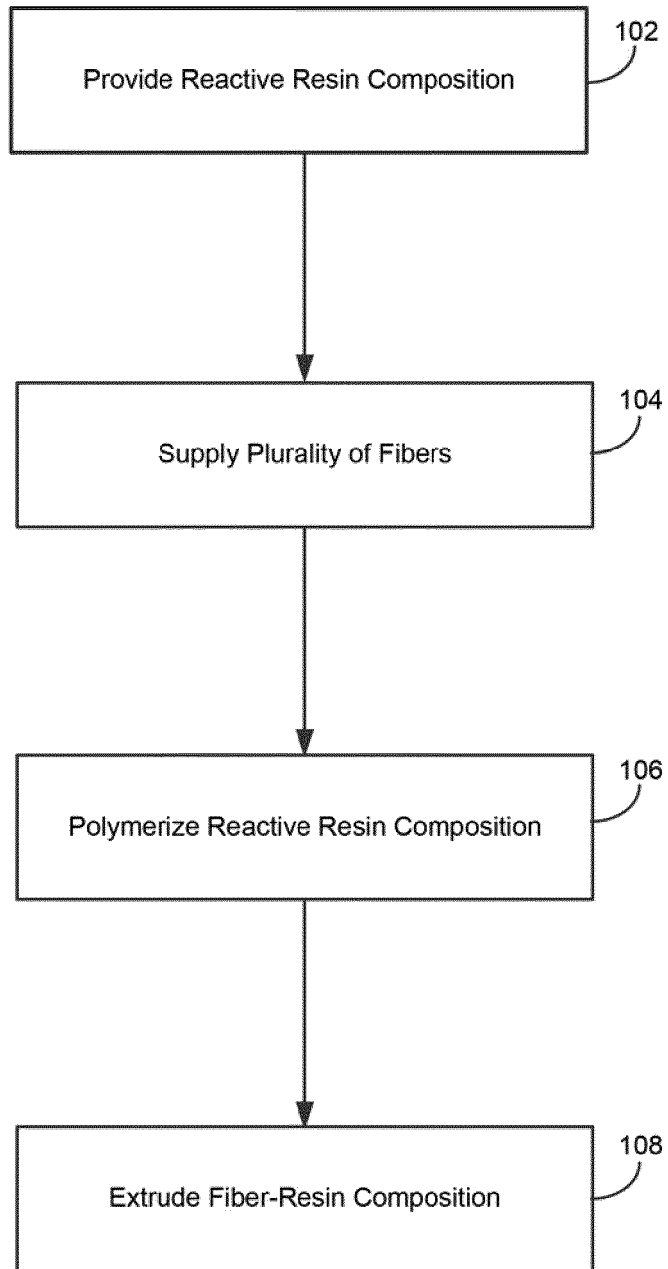 102
Provide Reactive Resin Composition
104
Supply Plurality of Fibers
106
Polymerize Reactive Resin Composition
108
Extrude Fiber-Resin Composition